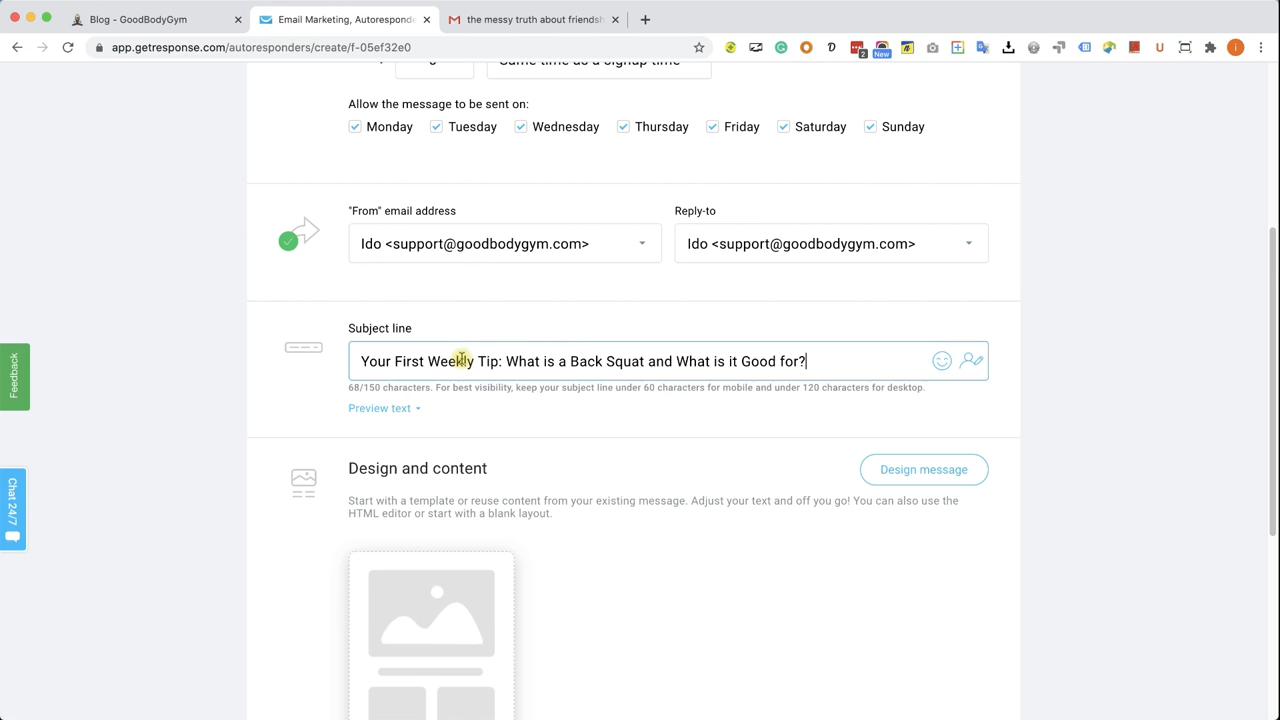 Blog - GoodBodyGym
Email Marketing, Autoresponde
the messy truth about friendsh
app.getresponse.com/autoresponders/create/f-05ef32e0
2
New
i
Same time as a signup time
Allow the message to be sent on:
Monday Tuesday Wednesday Thursday Friday Saturday Sunday
"From" email address Reply-to
Ido <support@goodbodygym.com> Ido <support@goodbodygym.com>
Subject line
Your First Weekly Tip: What is a Back Squat and What is it Good for?
68/150 characters. For best visibility, keep your subject line under 60 characters for mobile and under 120 characters for desktop.
Preview text
Feedback
Chat 24/7
Design and content
Design message
Start with a template or reuse content from your existing message. Adjust your text and off you go! You can also use the
HTML editor or start with a blank layout.